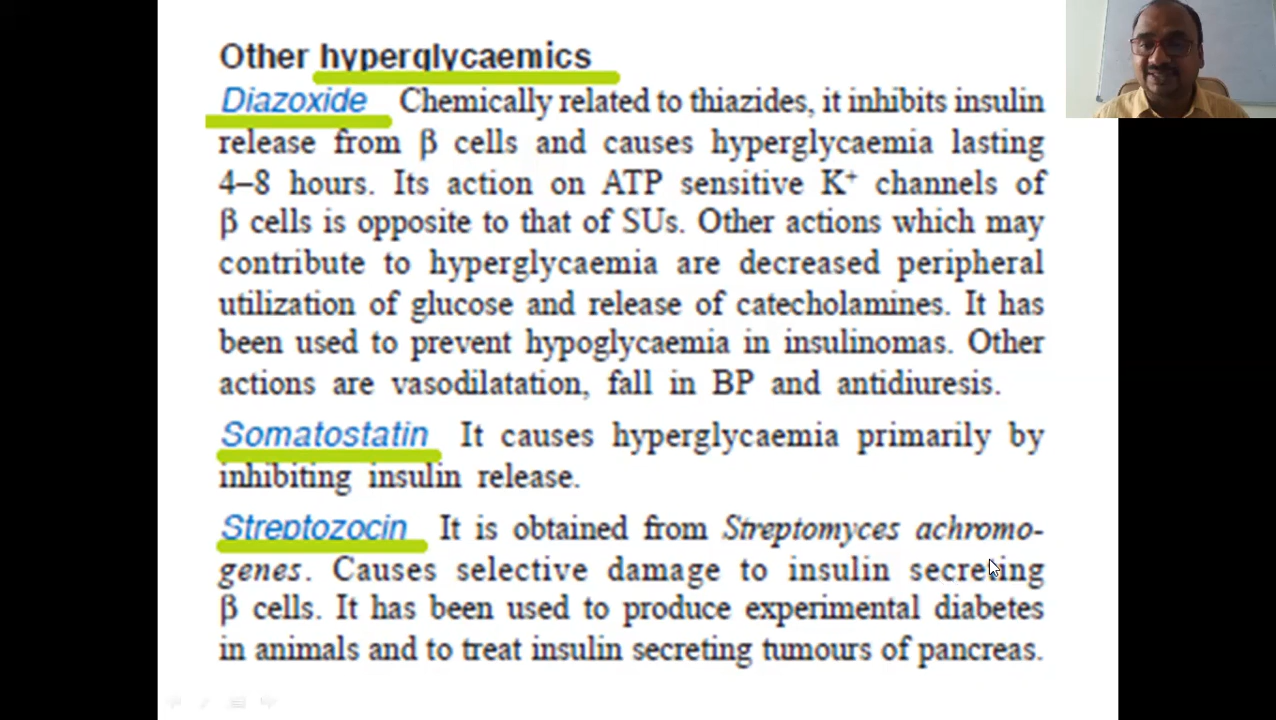 Other hyperglycaemics
Diazoxide Chemically related to thiazides, it inhibits insulin
release from β cells and causes hyperglycaemia lasting
4–8 hours. Its action on ATP sensitive K⁺ channels of
β cells is opposite to that of SUs. Other actions which may
contribute to hyperglycaemia are decreased peripheral
utilization of glucose and release of catecholamines. It has
been used to prevent hypoglycaemia in insulinomas. Other
actions are vasodilatation, fall in BP and antidiuresis.
Somatostatin It causes hyperglycaemia primarily by
inhibiting insulin release.
Streptozocin It is obtained from Streptomyces achromo-
genes. Causes selective damage to insulin secreting
β cells. It has been used to produce experimental diabetes
in animals and to treat insulin secreting tumours of pancreas.